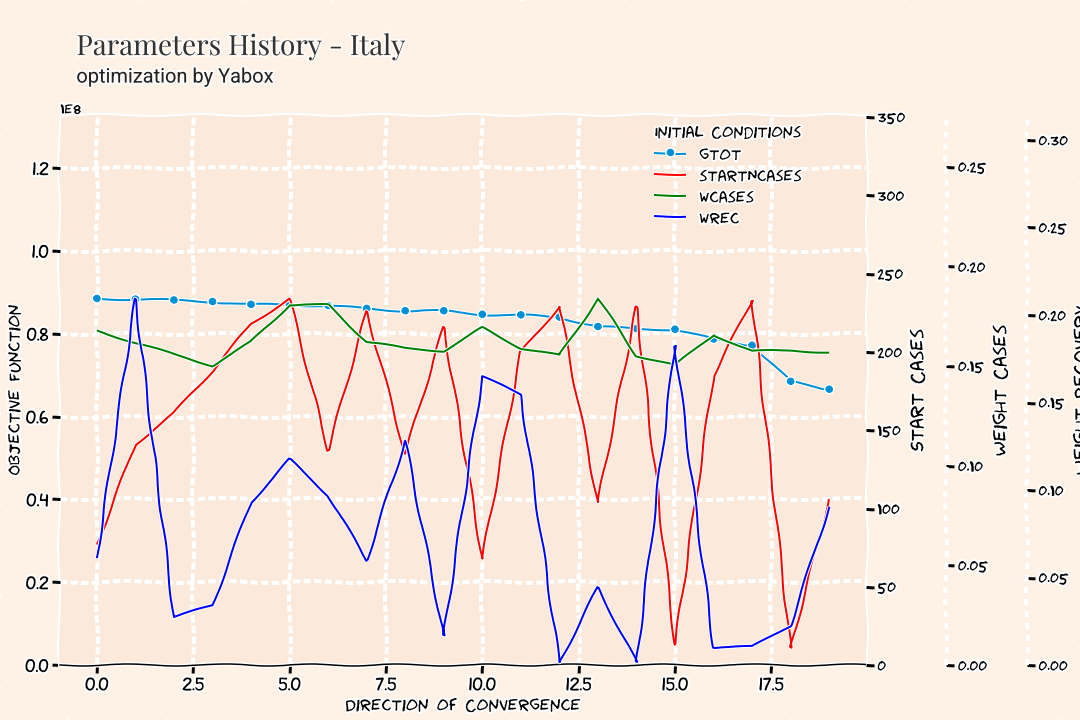 Parameters History - Italy
optimization by Yabox
1E8
INITIAL CONDITIONS
GTOT
STARTNCASES
WCASES
WREC
OBJECTIVE FUNCTION
1.2
1.0
0.8
0.6
0.4
0.2
0.0
0.0 2.5 5.0 7.5 10.0 12.5 15.0 17.5
DIRECTION OF CONVERGENCE
350
300
250
200
150
100
50
0
START CASES
0.25
0.20
0.15
0.10
0.05
0.00
WEIGHT CASES
0.30
0.25
0.20
0.15
0.10
0.05
0.00
WEIGHT RECOVERY